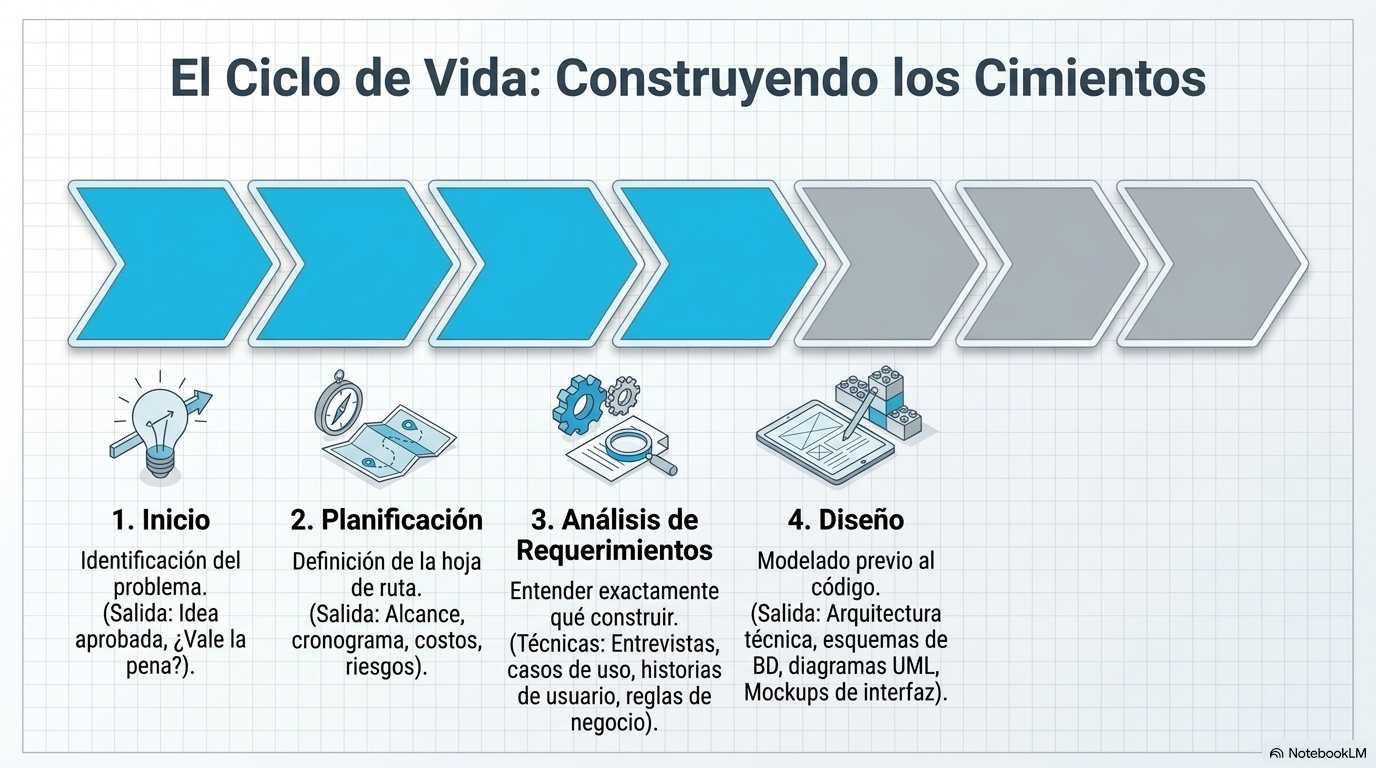 El Ciclo de Vida: Construyendo los Cimientos
1. Inicio
Identificación del
problema.
(Salida: Idea
aprobada, ¿Vale la
pena?).
2. Planificación
Definición de la hoja
de ruta.
(Salida: Alcance,
cronograma, costos,
riesgos).
3. Análisis de
Requerimientos
Entender exactamente
qué construir.
(Técnicas: Entrevistas,
casos de uso, historias
de usuario, reglas de
negocio).
4. Diseño
Modelado previo al
código.
(Salida: Arquitectura
técnica, esquemas de
BD, diagramas UML,
Mockups de interfaz).
NotebookLM